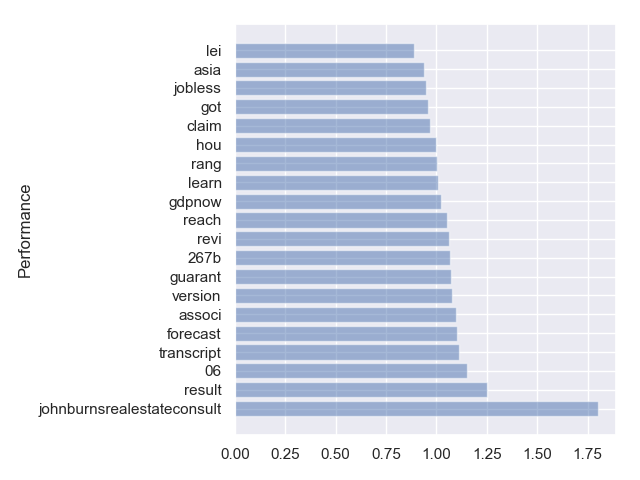 Performance
lei
asia
jobless
got
claim
hou
rang
learn
gdpnow
reach
revi
267b
guarant
version
associ
forecast
transcript
06
result
johnburnsrealestateconsult
0.00 0.25 0.50 0.75 1.00 1.25 1.50 1.75